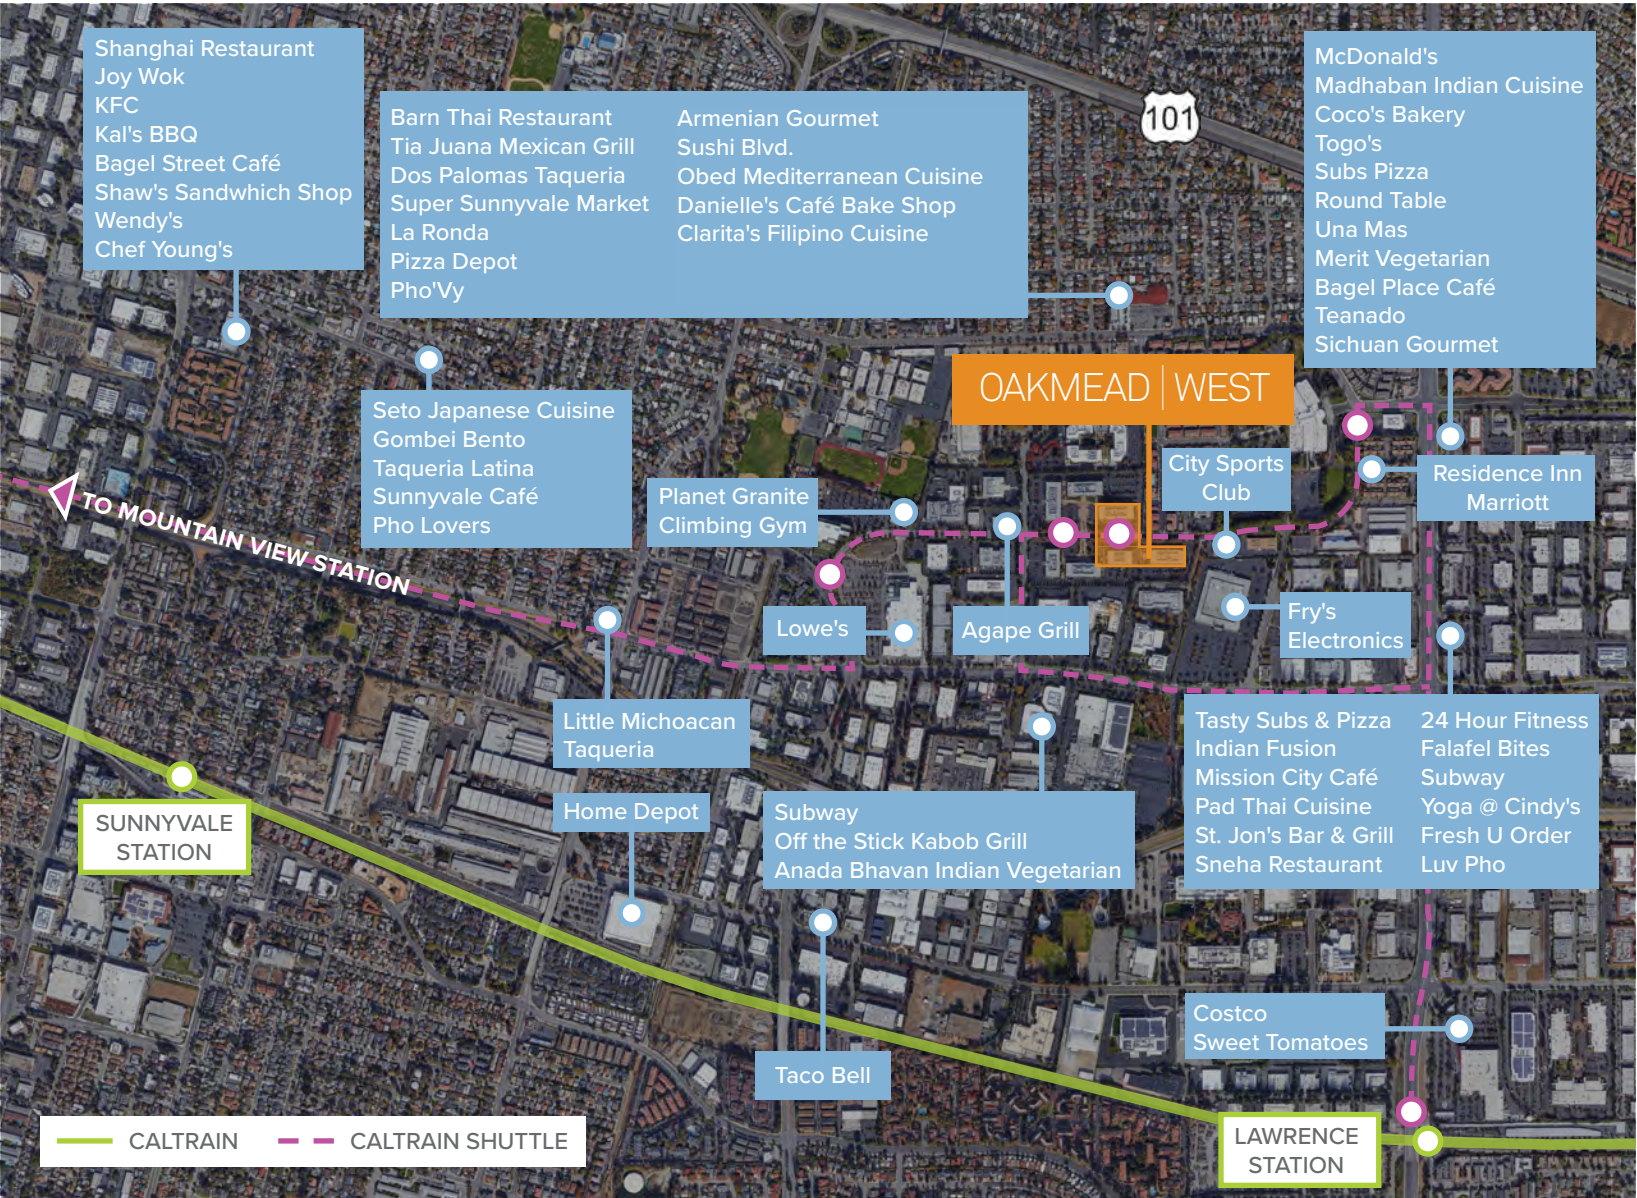 Shanghai Restaurant
Joy Wok
KFC
Kal's BBQ
Bagel Street Café
Shaw's Sandwhich Shop
Wendy's
Chef Young's
Barn Thai Restaurant
Tia Juana Mexican Grill
Dos Palomas Taqueria
Super Sunnyvale Market
La Ronda
Pizza Depot
Pho'Vy
Armenian Gourmet
Sushi Blvd.
Obed Mediterranean Cuisine
Danielle's Café Bake Shop
Clarita's Filipino Cuisine
101
McDonald's
Madhaban Indian Cuisine
Coco's Bakery
Togo's
Subs Pizza
Round Table
Una Mas
Merit Vegetarian
Bagel Place Café
Teanado
Sichuan Gourmet
OAKMEAD | WEST
Seto Japanese Cuisine
Gombei Bento
Taqueria Latina
Sunnyvale Café
Pho Lovers
Planet Granite
Climbing Gym
City Sports
Club
Residence Inn
Marriott
TO MOUNTAIN VIEW STATION
Lowe's
Agape Grill
Fry's
Electronics
Little Michoacan
Taqueria
Tasty Subs & Pizza
Indian Fusion
Mission City Café
Pad Thai Cuisine
St. Jon's Bar & Grill
Sneha Restaurant
24 Hour Fitness
Falafel Bites
Subway
Yoga @ Cindy's
Fresh U Order
Luv Pho
SUNNYVALE
STATION
Home Depot
Subway
Off the Stick Kabob Grill
Anada Bhavan Indian Vegetarian
Costco
Sweet Tomatoes
Taco Bell
CALTRAIN
CALTRAIN SHUTTLE
LAWRENCE
STATION